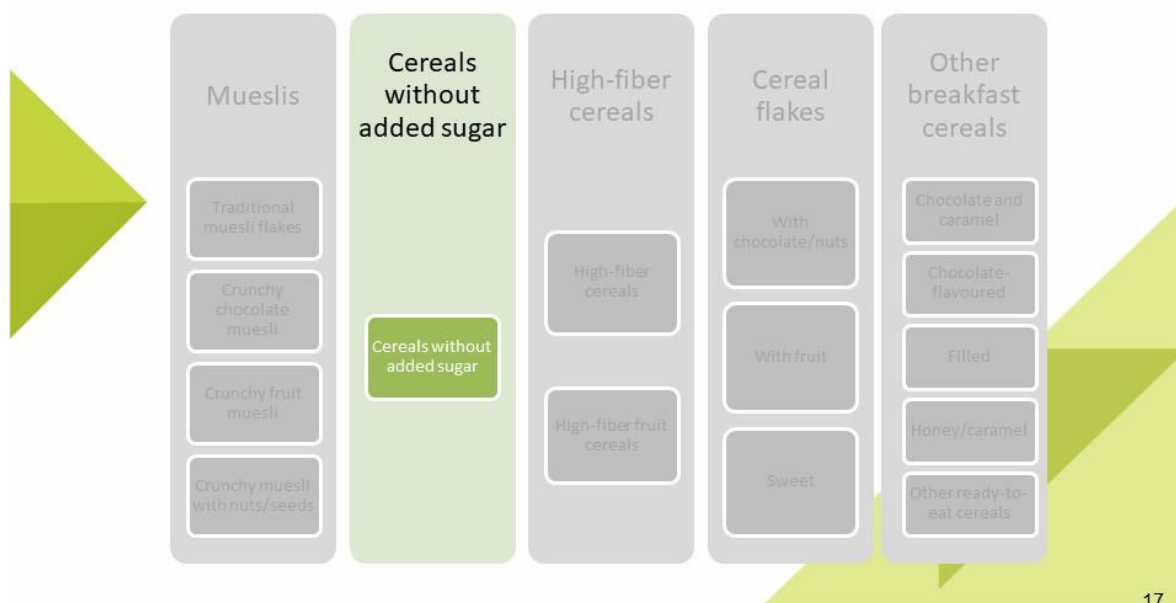 Mueslis
Traditional
muesli flakes
Crunchy
chocolate
muesli
Crunchy fruit
muesli
Crunchy muesli
with nuts/seeds
Cereals
without
added sugar
Cereals without
added sugar
High-fiber
cereals
High-fiber
cereals
High-fiber fruit
cereals
Cereal
flakes
With
chocolate/nuts
With fruit
Sweet
Other
breakfast
cereals
Chocolate and
caramel
Chocolate-
flavoured
Filled
Honey/caramel
Other ready-to-
eat cereals
17